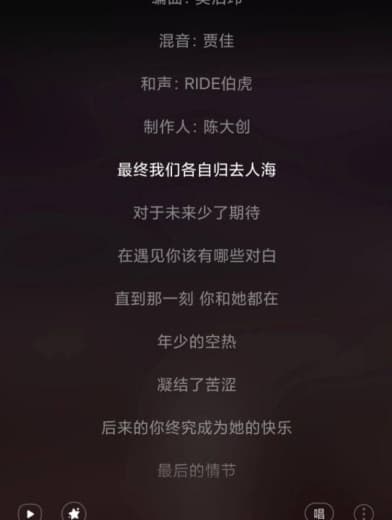 混音：贾佳
和声：RIDE伯虎
制作人：陈大创
最终我们各自归去人海
对于未来少了期待
在遇见你该有哪些对白
直到那一刻 你和她都在
年少的空热
凝结了苦涩
后来的你终究成为她的快乐
最后的情节
唱